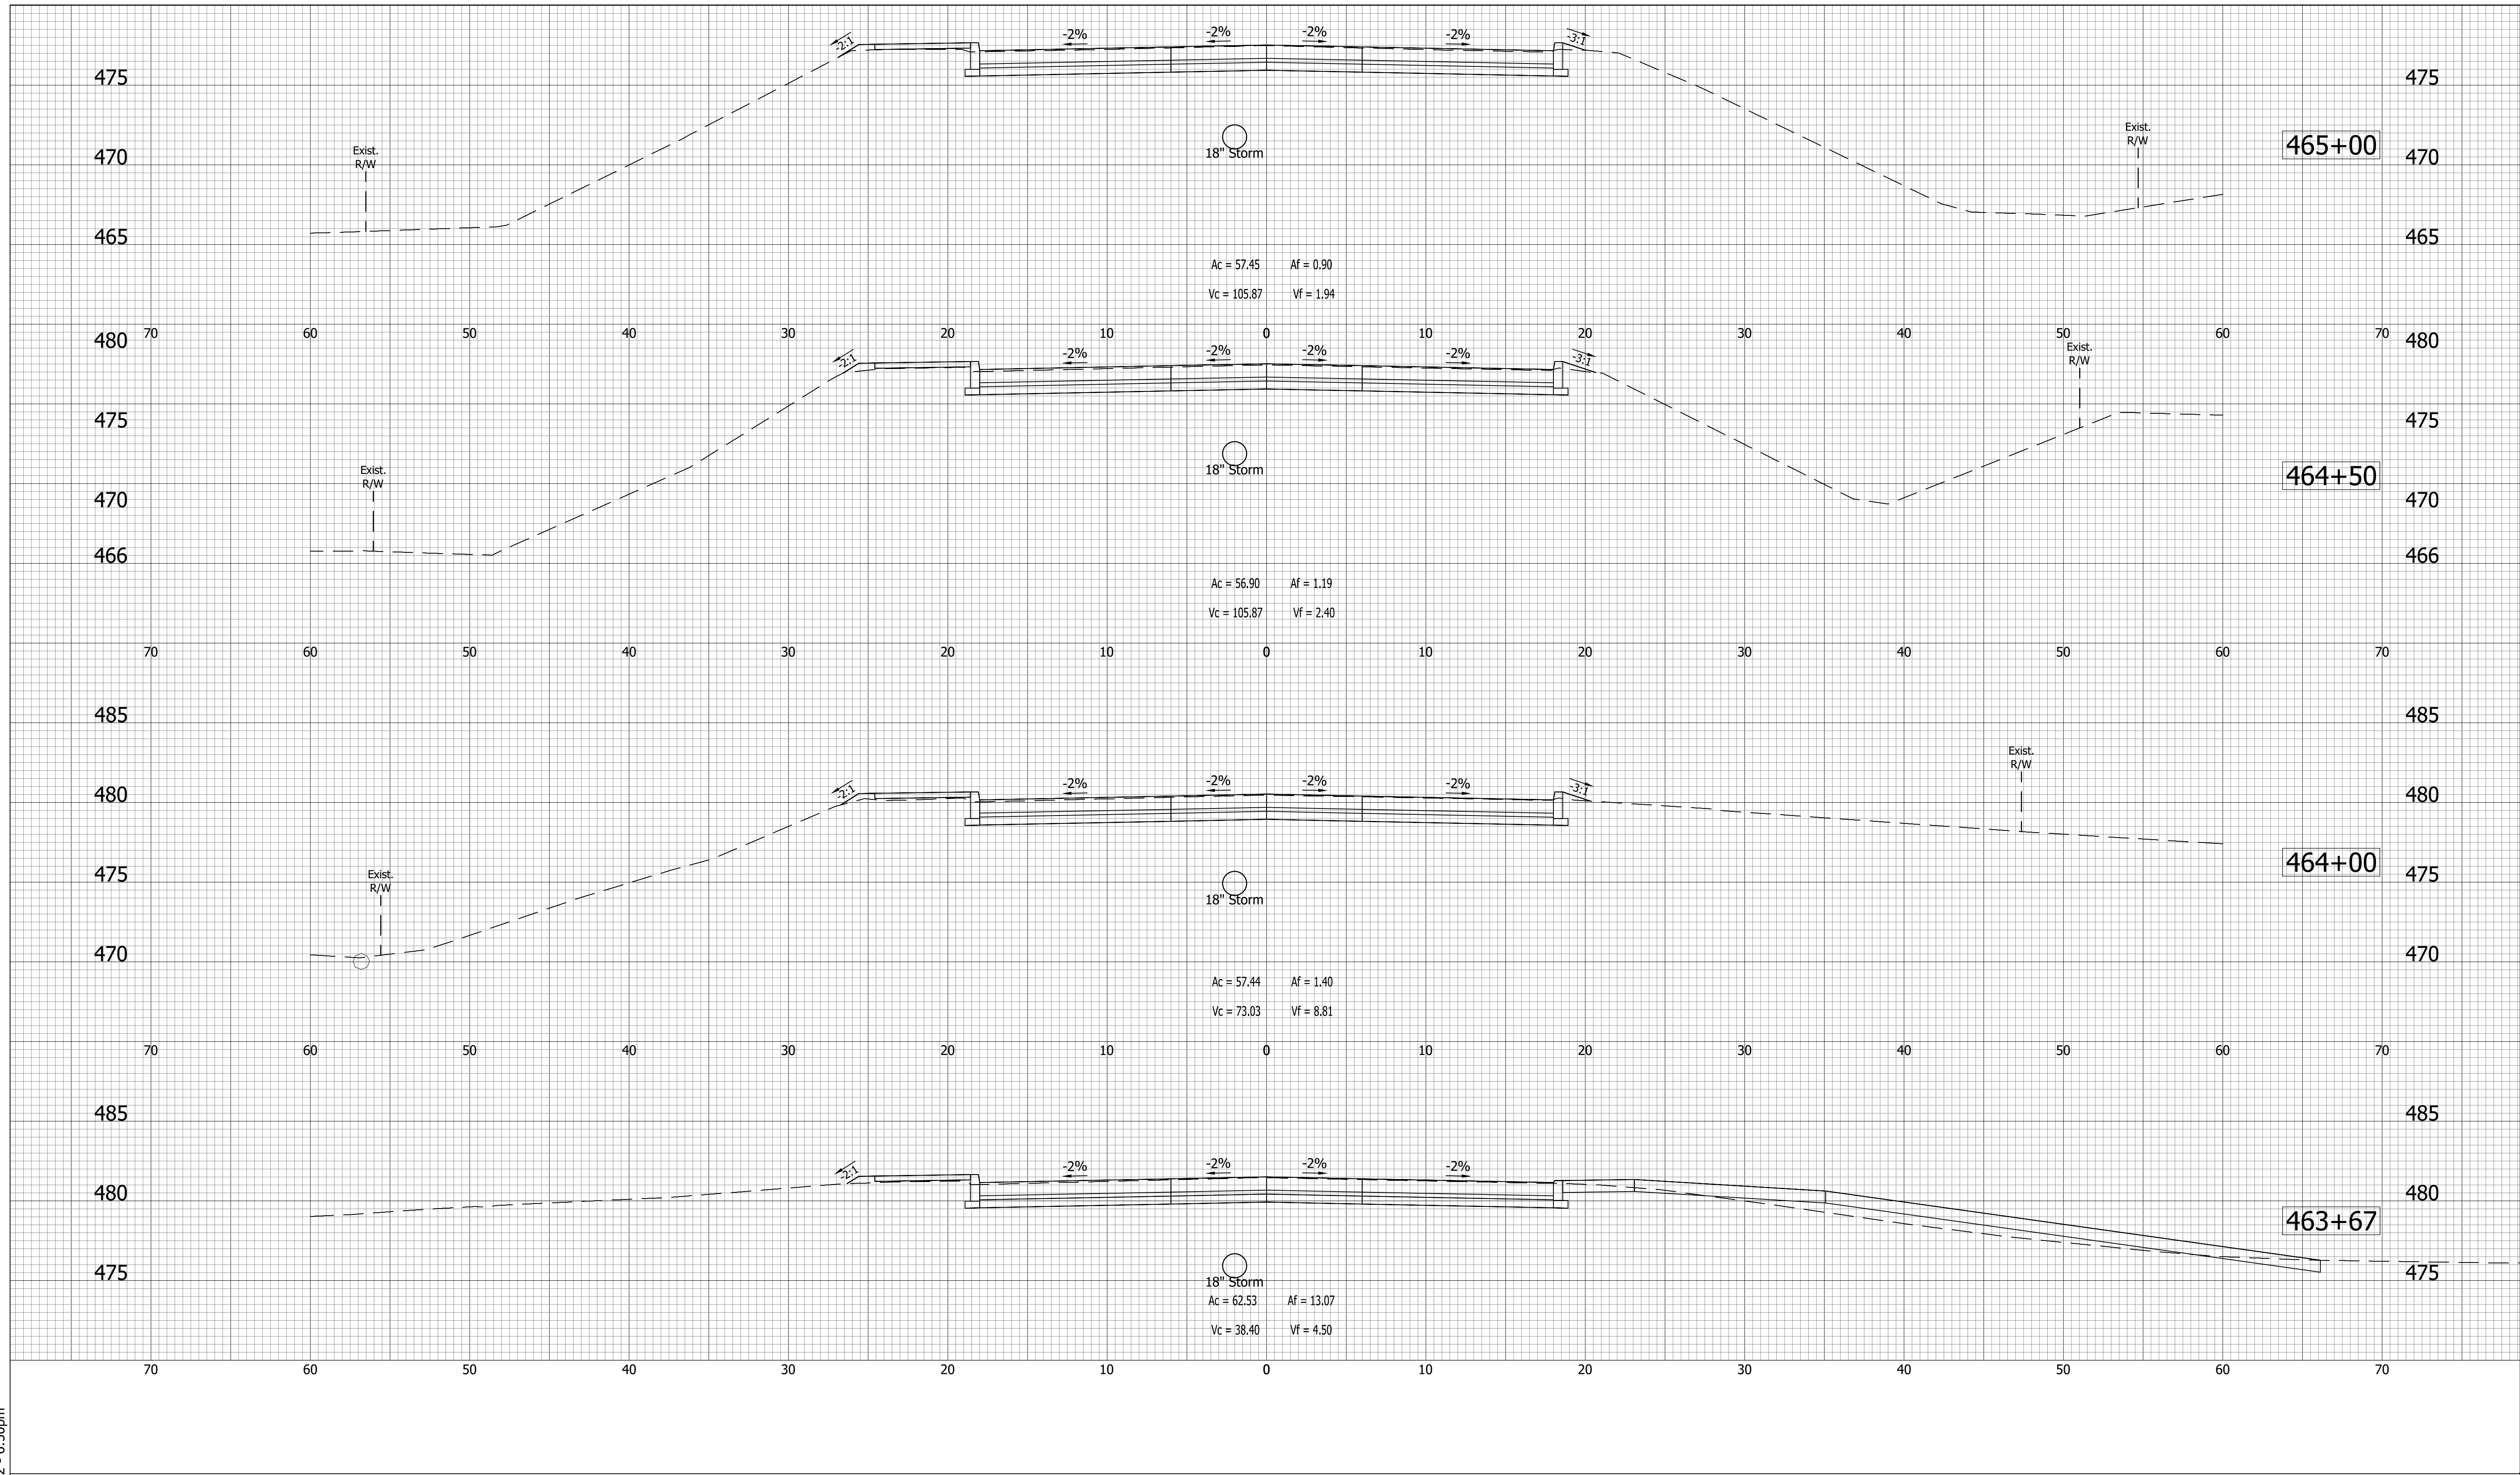 -2:1 -2% -2% -2% -2% -3:1
475 475
Exist. R/W
Exist. R/W
470 18" Storm 465+00 470
465 465
Ac = 57.45 Af = 0.90
Vc = 105.87 Vf = 1.94
70 60 50 40 30 20 10 0 10 20 30 40 50 60 70
480 480
-2:1 -2% -2% -2% -2% -3:1
Exist. R/W
475 475
Exist. R/W
18" Storm 464+50
470 470
466 466
Ac = 56.90 Af = 1.19
Vc = 105.87 Vf = 2.40
70 60 50 40 30 20 10 0 10 20 30 40 50 60 70
485 485
Exist. R/W
-2:1 -2% -2% -2% -2% -3:1
480 480
464+00
475 475
Exist. R/W
18" Storm
470 470
Ac = 57.44 Af = 1.40
Vc = 73.03 Vf = 8.81
70 60 50 40 30 20 10 0 10 20 30 40 50 60 70
485 485
-2:1 -2% -2% -2% -2%
480 480
463+67
475 475
18" Storm
Ac = 62.53 Af = 13.07
Vc = 38.40 Vf = 4.50
70 60 50 40 30 20 10 0 10 20 30 40 50 60 70